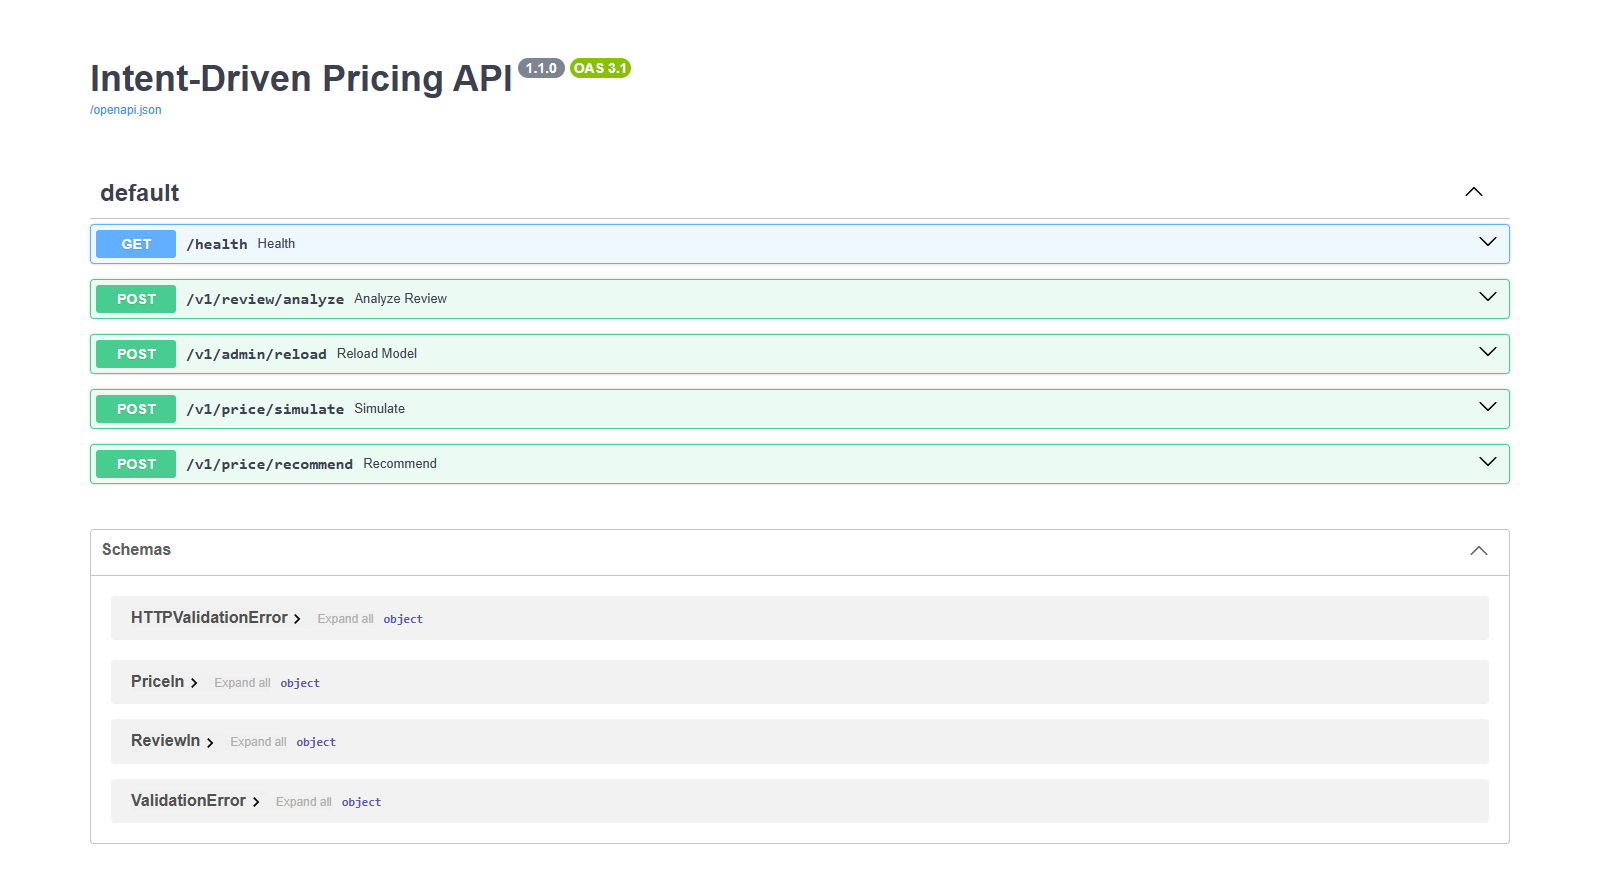 Intent-Driven Pricing API 1.1.0 OAS 3.1
/openapi.json
default
GET /health Health
POST /v1/review/analyze Analyze Review
POST /v1/admin/reload Reload Model
POST /v1/price/simulate Simulate
POST /v1/price/recommend Recommend
Schemas
HTTPValidationError Expand all object
PriceIn Expand all object
ReviewIn Expand all object
ValidationError Expand all object